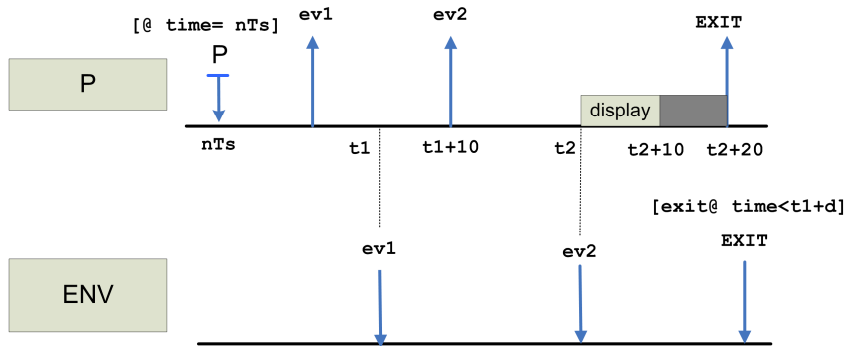 [@ time= nTs]
ev1
ev2
EXIT
P
P
display
nTs
t1
t1+10
t2
t2+10
t2+20
[exit@ time<t1+d]
ev1
ev2
EXIT
ENV